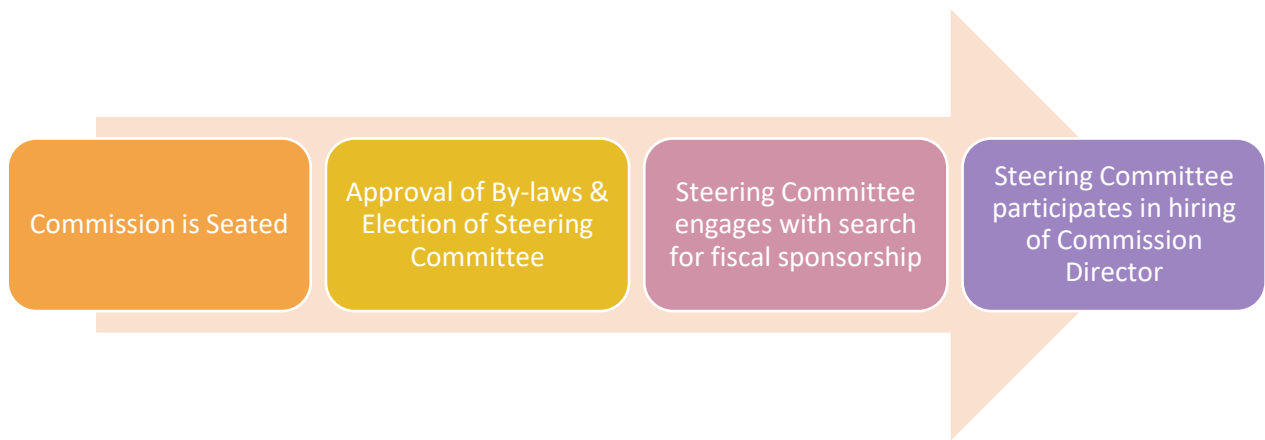 Commission is Seated
Approval of By-laws &
Election of Steering
Committee
Steering Committee
engages with search
for fiscal sponsorship
Steering Committee
participates in hiring
of Commission
Director